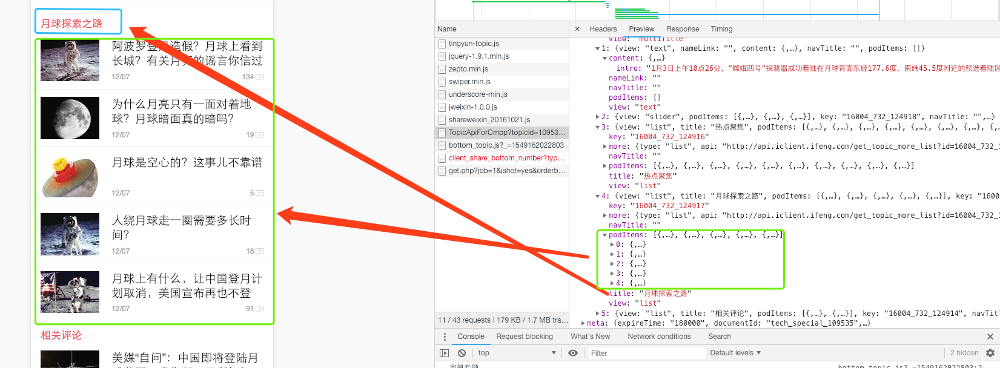 月球探索之路
阿波罗登月造假？月球上看到
长城？有关月亮的谣言你信过
12/07
134
为什么月亮只有一面对着地
球？月球暗面真的暗吗？
12/07
19
月球是空心的？这事儿不靠谱
12/07
5
人绕月球走一圈需要多长时
间？
12/07
18
月球上有什么，让中国登月计
划取消，美国宣布再也不登
12/07
91
相关评论
美媒“自问”：中国即将登陆月
Name
tingyun-topic.js
jquery-1.9.1.min.js
zepto.min.js
swiper.min.js
underscore-min.js
jweixin-1.0.0.js
shareweixin_20161021.js
TopicApiForCmpp?topicid=10953...
bottom_topic.js?_=1549162022803
client_share_bottom_number?typ...
get.php?job=1&ishot=yes&orderb...
11 / 43 requests | 179 KB / 1.7 MB tra...
× Headers Preview Response Timing
view: "multiTitle"
1: {view: "text", nameLink: "", content: {,…}, navTitle: "", podItems: []}
content: {,…}
intro: "1月3日上午10点26分，“嫦娥四号”探测器成功着陆在月球背面东经177.6度、南纬45.5度附近的预选着陆区
nameLink: ""
navTitle: ""
podItems: []
view: "text"
2: {view: "slider", podItems: [{,…}, {,…}, {,…}], key: "16004_732_124918", navTitle: "",…}
3: {view: "list", title: "热点聚焦", podItems: [{,…}, {,…}, {,…}, {,…}, {,…}, {,…}, {,…}, {,…
key: "16004_732_124916"
more: {type: "list", api: "http://api.iclient.ifeng.com/get_topic_more_list?id=16004_732_1
navTitle: ""
podItems: [{,…}, {,…}, {,…}, {,…}, {,…}, {,…}, {,…}, {,…}, {,…}, {,…}]
title: "热点聚焦"
view: "list"
4: {view: "list", title: "月球探索之路", podItems: [{,…}, {,…}, {,…}, {,…}, {,…}], key: "1600
key: "16004_732_124917"
more: {type: "list", api: "http://api.iclient.ifeng.com/get_topic_more_list?id=16004_732_1
navTitle: ""
podItems: [{,…}, {,…}, {,…}, {,…}, {,…}]
0: {,…}
1: {,…}
2: {,…}
3: {,…}
4: {,…}
title: "月球探索之路"
view: "list"
5: {view: "list", title: "相关评论", podItems: [{,…}, {,…}], key: "16004_732_124914", navTitl
meta: {expireTime: "180000", documentId: "tech_special_109535",…}
Console Request blocking What's New Network conditions Search ×
top Filter Default levels 2 hidden
凤凰专题 bottom_topic.js?_=1549162022803:2